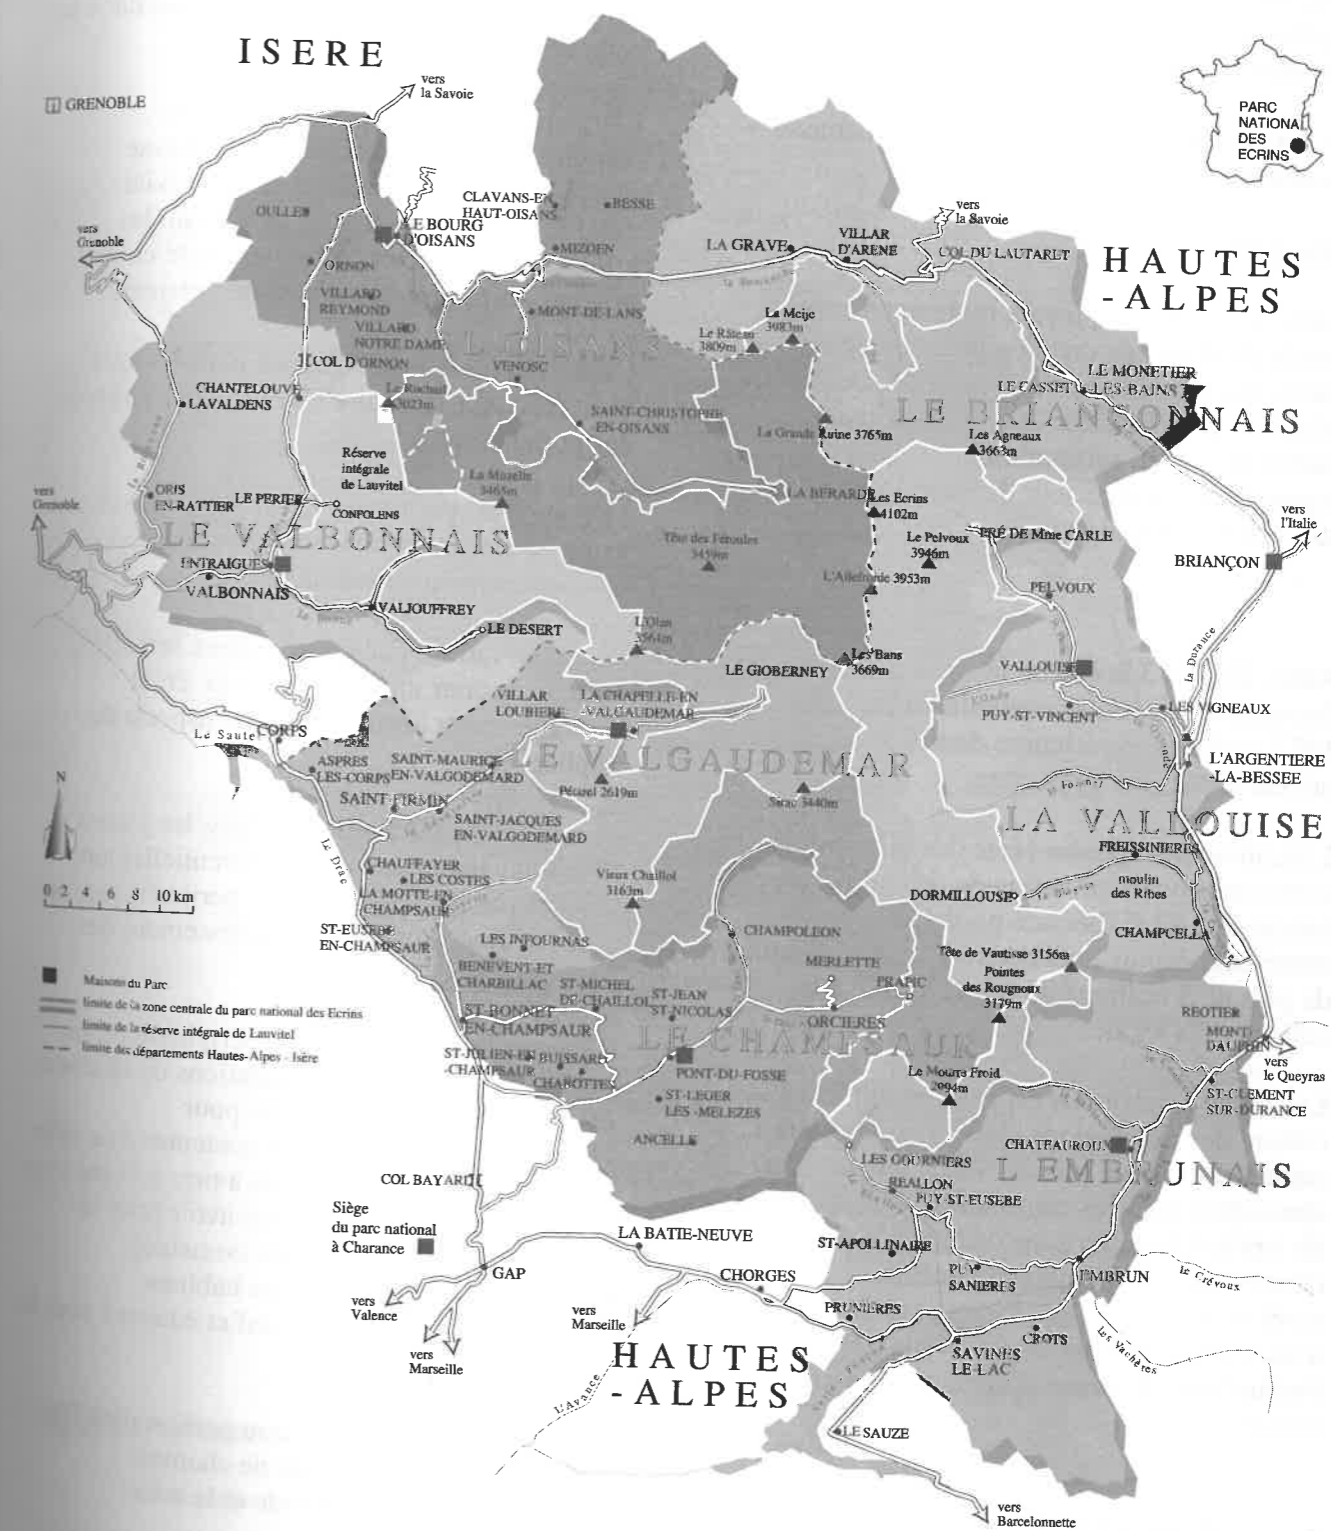 ISERE
vers
la Savoie
GRENOBLE
PARC
NATIONAL
DES
ECRINS
CLAVANS-EN
HAUT-OISANS
BESSE
OULLES
LE BOURG
D'OISANS
vers
Grenoble
vers
la Savoie
MIZOEN
LA GRAVE
VILLAR
D'ARENE
COL DU LAUTARET
HAUTES
-ALPES
ORNON
VILLARD
REYMOND
MONT-DE-LANS
La Meije
3983m
Le Râteau
3809m
VILLARD
NOTRE DAME
L'OISANS
COL D'ORNON
VENOSC
LE MONETIER
LES-BAINS
LE CASSET
CHANTELOUVE
LAVALDENS
Le Rochail
3023m
SAINT-CHRISTOPHE
-EN-OISANS
LE BRIANÇONNAIS
La Grande Ruine 3765m
Les Agneaux
3663m
Réserve
intégrale
de Lauvitel
La Muzelle
3465m
ORIS
EN-RATTIER
LE PERIER
CONFOLENS
LA BERARDE
Les Ecrins
4102m
vers
Grenoble
vers
l'Italie
LE VALBONNAIS
Tête des Fétoules
3459m
Le Pelvoux
3946m
PRÉ DE Mme CARLE
BRIANÇON
ENTRAIGUES
VALBONNAIS
L'Ailefroide 3953m
PELVOUX
VALJOUFFREY
LE DESERT
L'Olan
3564m
La Durance
LE GIOBERNEY
Les Bans
3669m
VALLOUISE
VILLAR
LOUBIERE
LA CHAPELLE-EN
-VALGAUDEMAR
L'Onde
PUY-ST-VINCENT
LES VIGNEAUX
CORPS
Le Sautet
ASPRES
LES-CORPS
SAINT-MAURICE
EN-VALGODEMARD
LE VALGAUDEMAR
L'ARGENTIERE
-LA-BESSEE
N
Pétarel 2619m
Sirac 3440m
le Fournel
SAINT-FIRMIN
SAINT-JACQUES
EN-VALGODEMARD
LA VALLOUISE
Le Drac
FREISSINIERES
CHAUFFAYER
LES COSTES
LA MOTTE-EN
CHAMPSAUR
Vieux Chaillol
3163m
moulin
des Ribes
DORMILLOUSE
0 2 4 6 8 10 km
ST-EUSEBE
EN-CHAMPSAUR
LES INFOURNAS
CHAMPOLEON
CHAMPCELLA
BENEVENT-ET
CHARBILLAC
MERLETTE
PRAPIC
Tête de Vautisse 3156m
Pointes
des Rougnoux
3179m
Maisons du Parc
limite de la zone centrale du parc national des Ecrins
limite de la réserve intégrale de Lauvitel
limite des départements Hautes-Alpes - Isère
ST-MICHEL
DE-CHAILLOL
ST-JEAN
ST-NICOLAS
ST-BONNET
EN-CHAMPSAUR
ORCIERES
REOTIER
LE CHAMPSAUR
MONT-
DAUPHIN
ST-JULIEN-EN
-CHAMPSAUR
BUISSARD
CHABOTTES
PONT-DU-FOSSE
Le Mourre Froid
2994m
vers
le Queyras
ST-LEGER
LES-MELEZES
ST-CLEMENT
SUR-DURANCE
ANCELLE
CHATEAUROUX
LES GOURNIERS
L'EMBRUNAIS
COL BAYARD
REALLON
PUY-ST-EUSEBE
Siège
du parc national
à Charance
LA BATIE-NEUVE
ST-APOLLINAIRE
GAP
CHORGES
PUY
SANIERES
EMBRUN
le Crévoux
vers
Valence
PRUNIERES
vers
Marseille
CROTS
Les Vachères
vers
Marseille
HAUTES
-ALPES
SAVINES
LE-LAC
L'Avance
LE SAUZE
vers
Barcelonnette